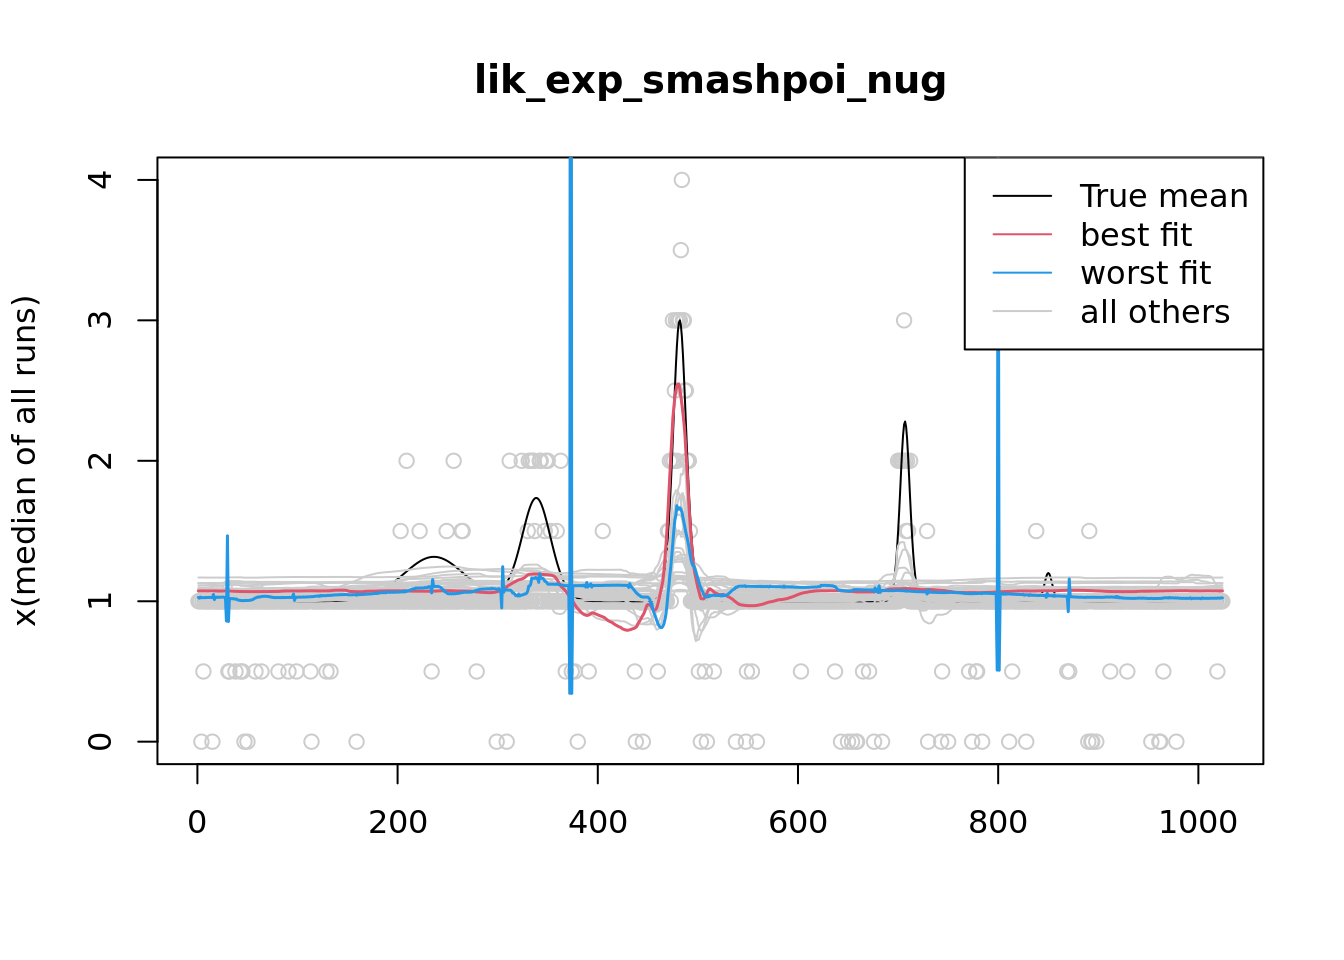 lik_exp_smashpoi_nug
x(median of all runs)
4
3
2
1
0
True mean
best fit
worst fit
all others
0 200 400 600 800 1000